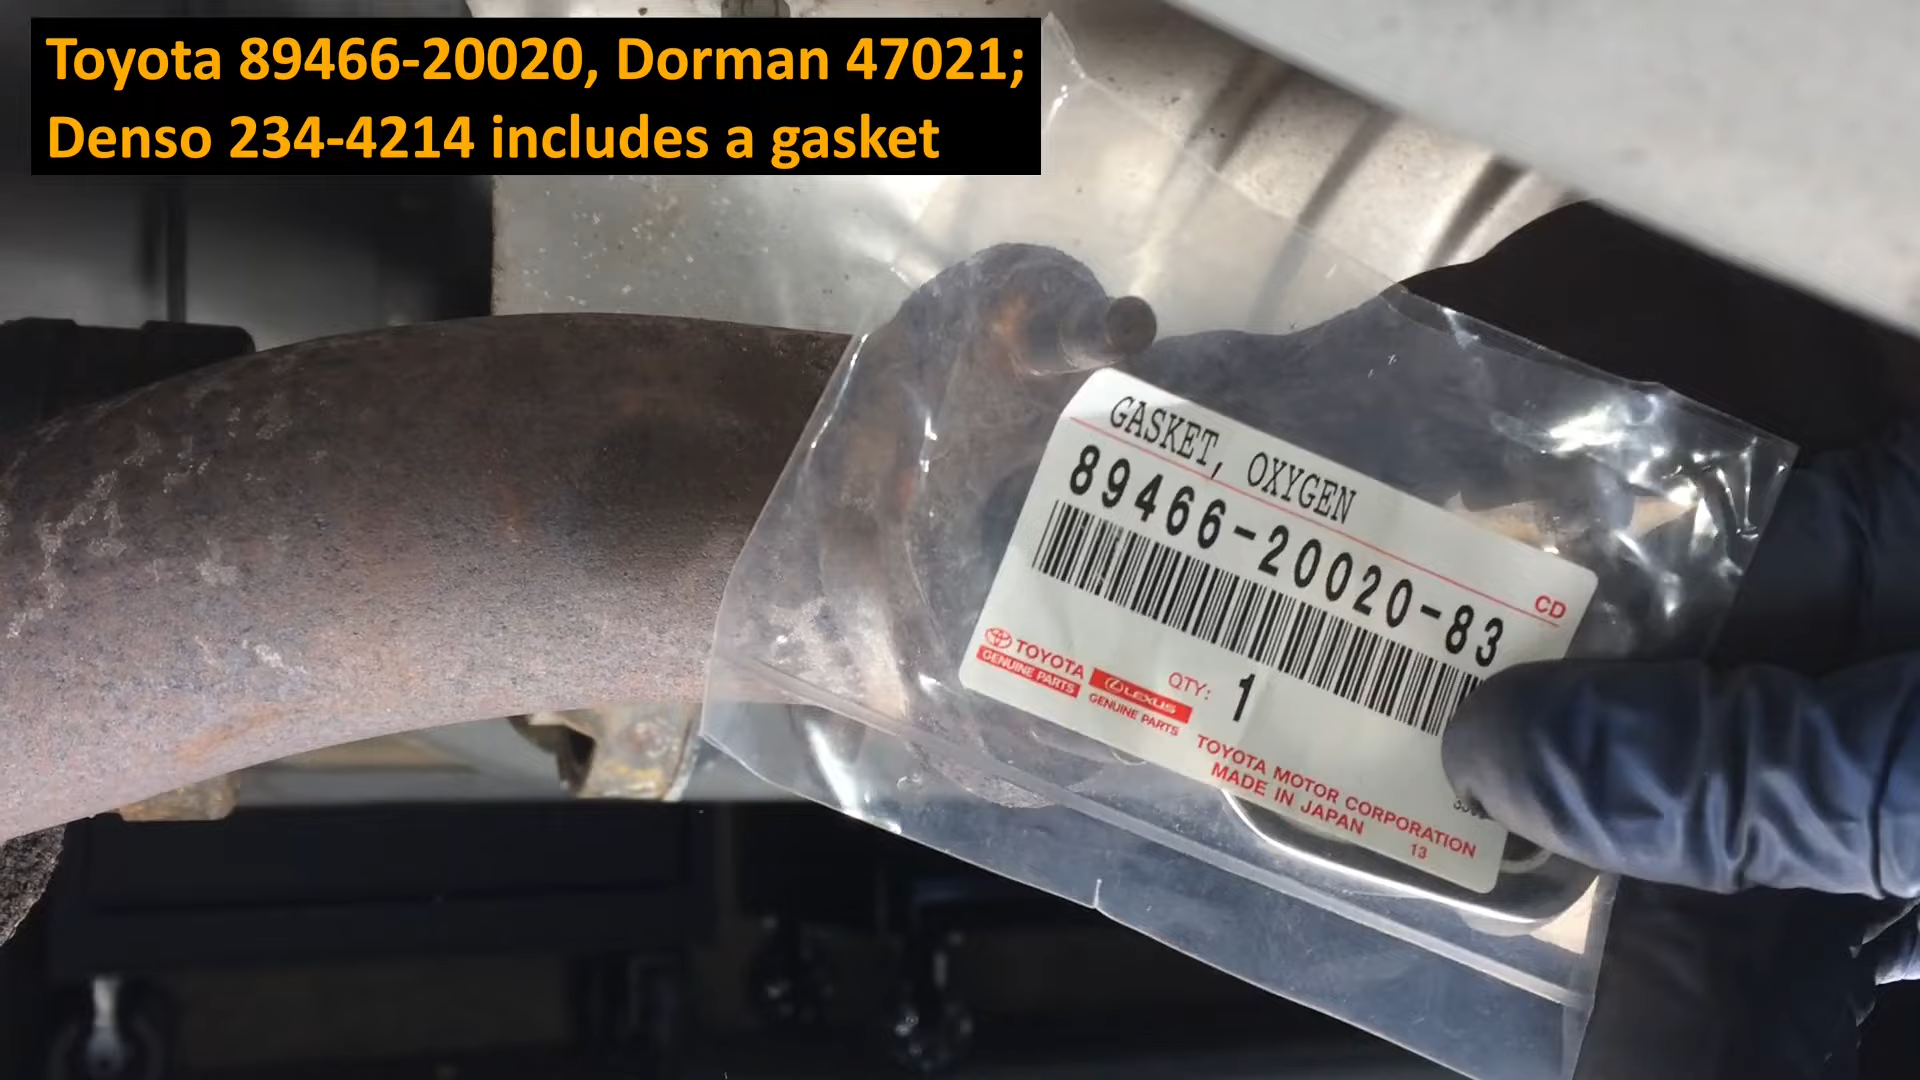 Toyota 89466-20020, Dorman 47021;
Denso 234-4214 includes a gasket
GASKET, OXYGEN
89466-20020-83
CD
TOYOTA
GENUINE PARTS
LEXUS
GENUINE PARTS
QTY: 1
TOYOTA MOTOR CORPORATION
MADE IN JAPAN
13